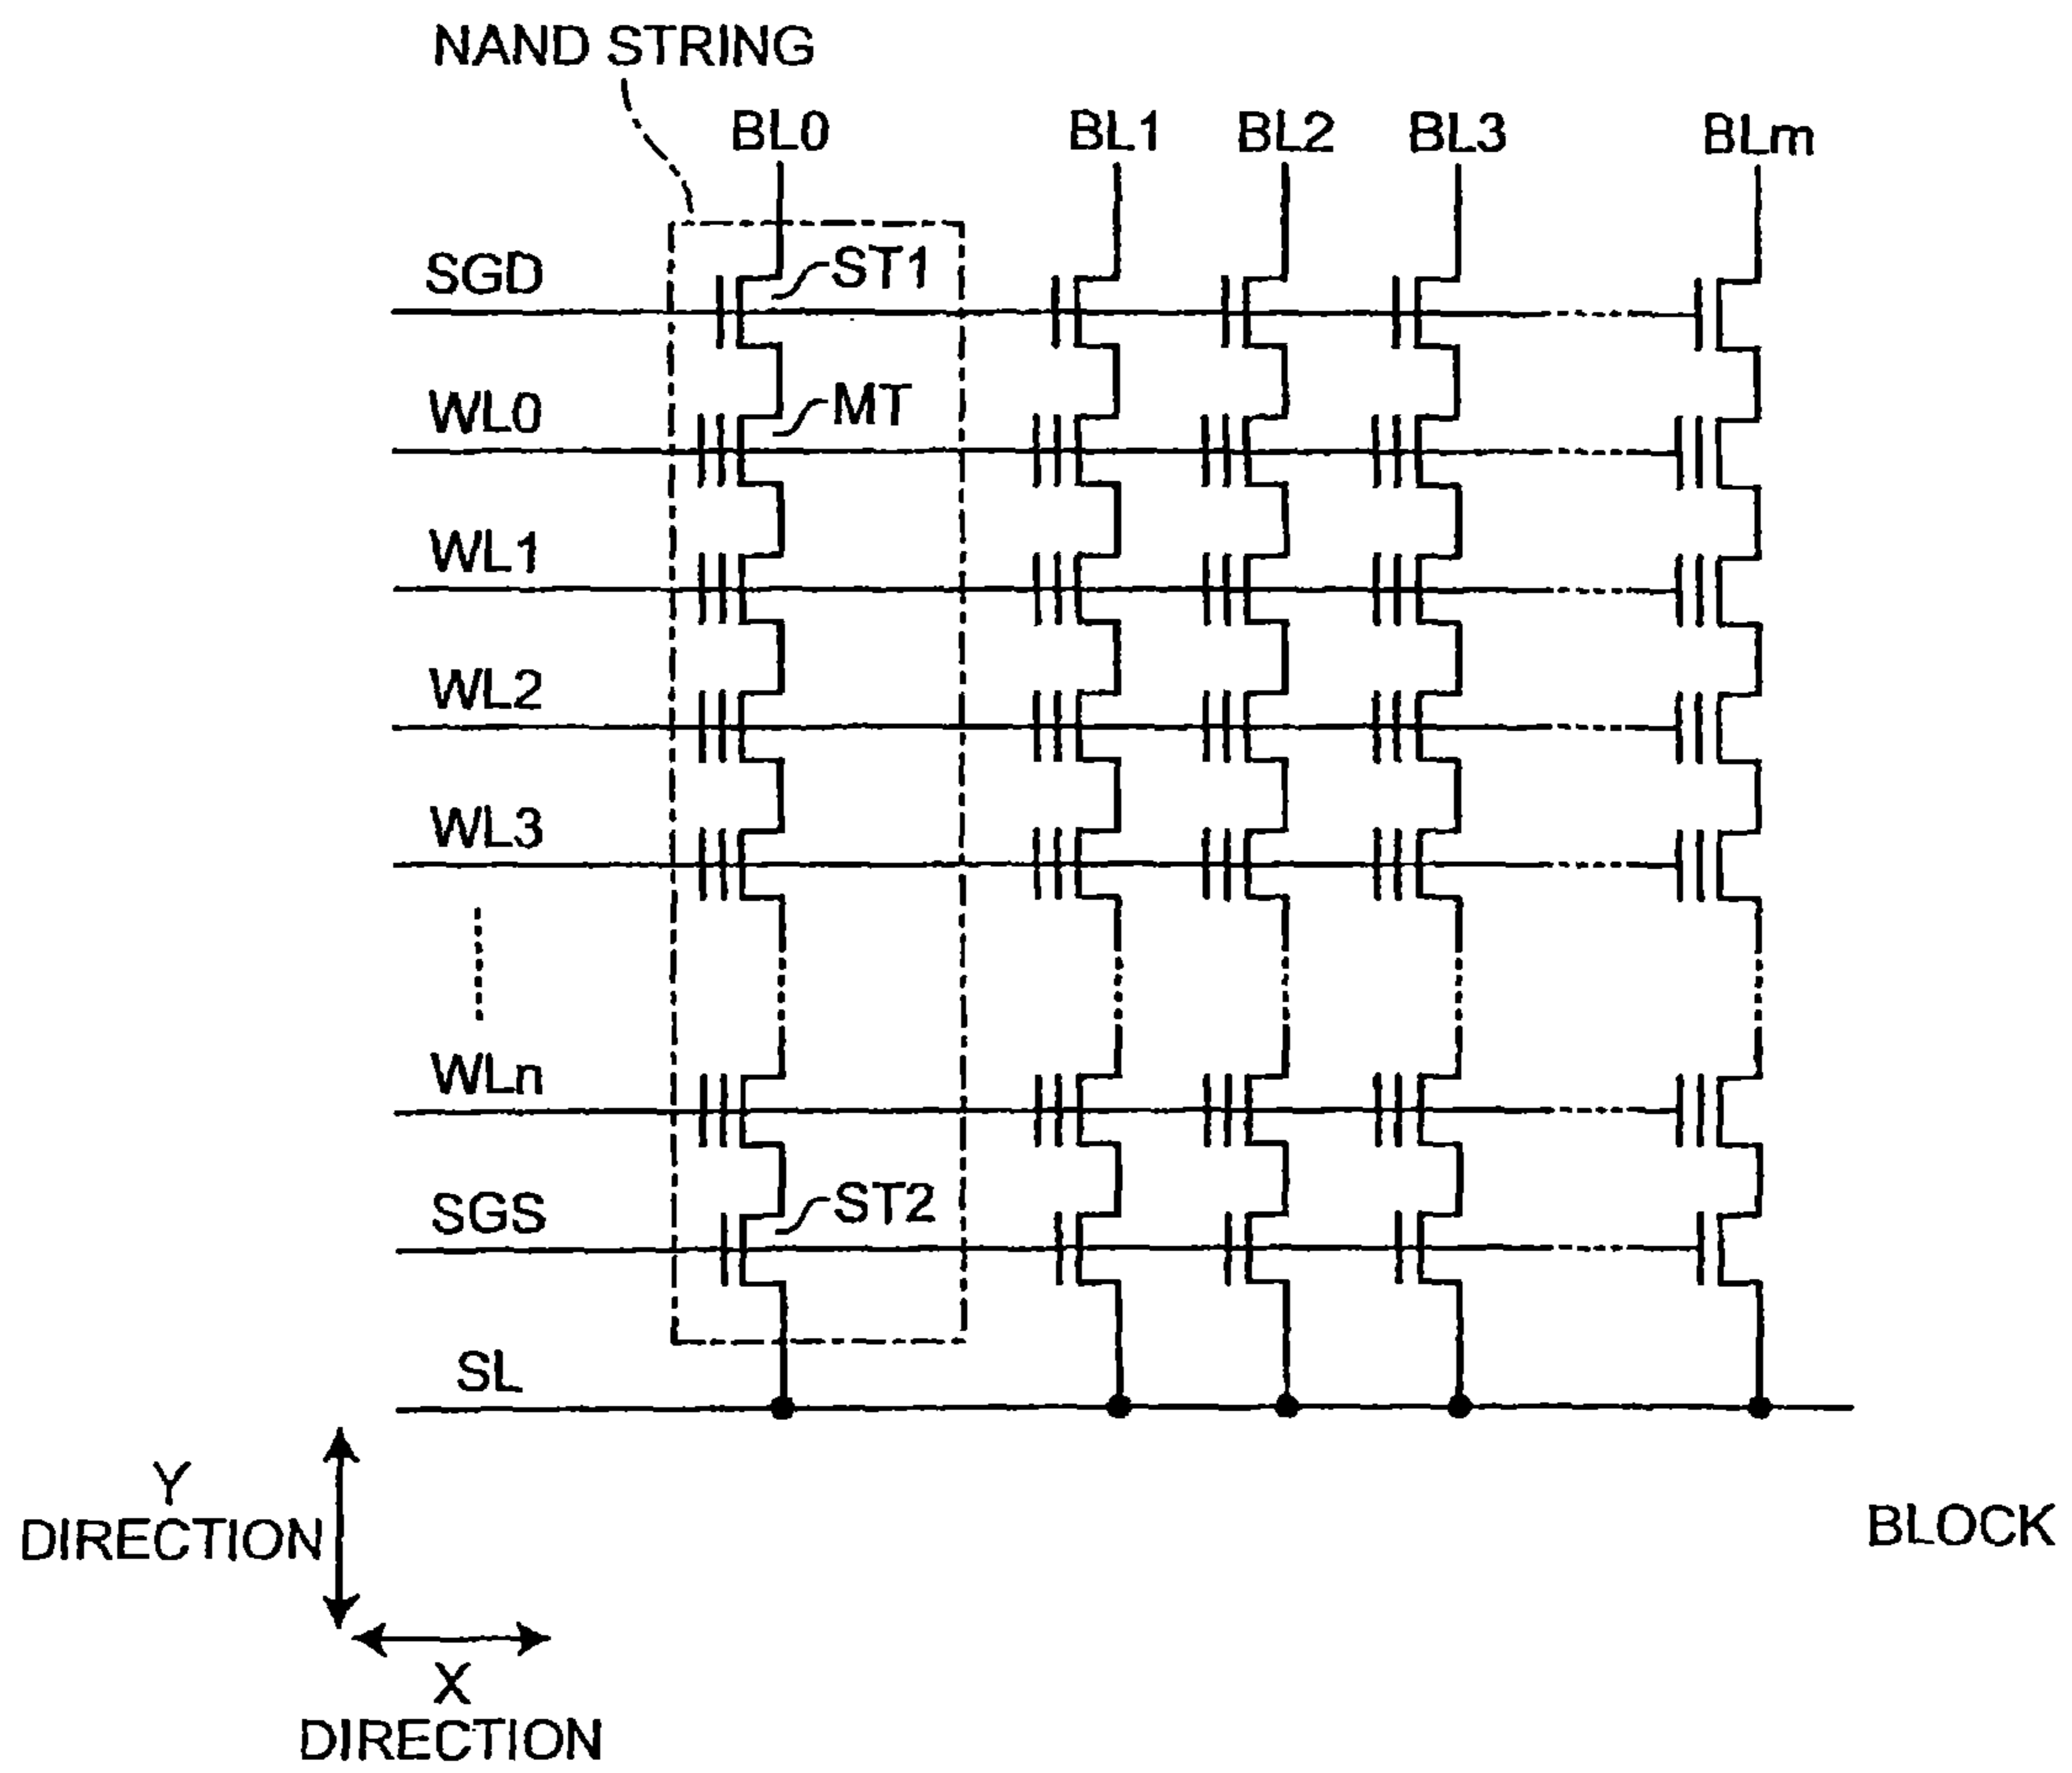 NAND STRING
BL0 BL1 BL2 BL3 BLm
SGD ST1
WL0 MT
WL1
WL2
WL3
WLn
SGS ST2
SL
Y
DIRECTION
BLOCK
X
DIRECTION